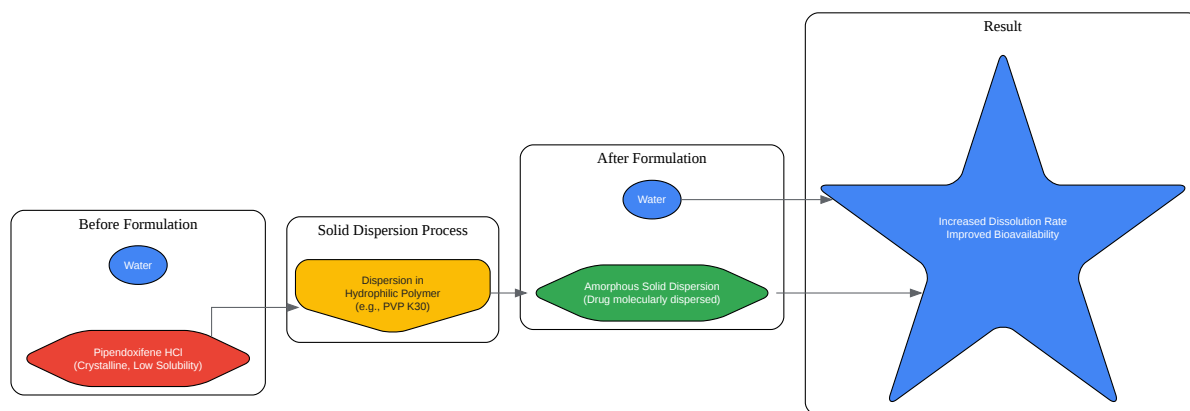 Before Formulation
Water
Pipendoxifene HCl
(Crystalline, Low Solubility)
Solid Dispersion Process
Dispersion in
Hydrophilic Polymer
(e.g., PVP K30)
After Formulation
Water
Amorphous Solid Dispersion
(Drug molecularly dispersed)
Result
Increased Dissolution Rate
Improved Bioavailability